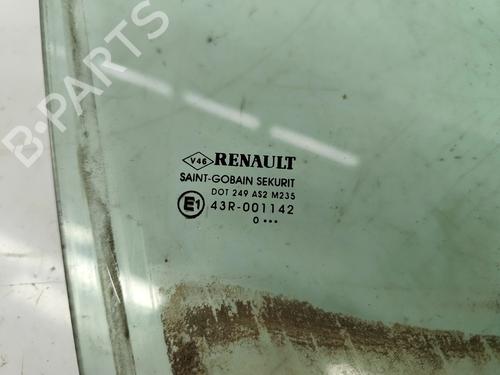 B-PARTS
V46 RENAULT
SAINT-GOBAIN SEKURIT
DOT 249 AS2 M235
E1 43R-001142
0 •••